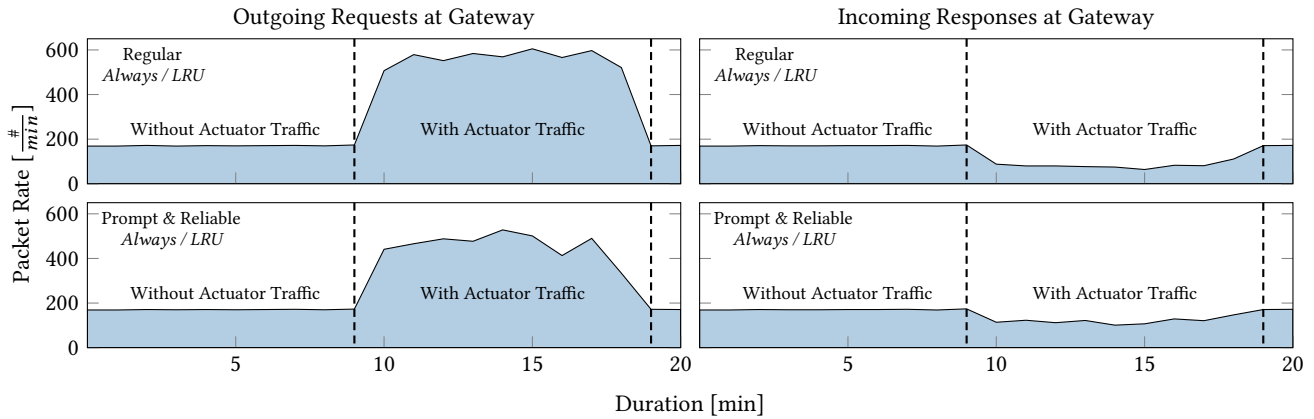 Outgoing Requests at Gateway
Incoming Responses at Gateway
Packet Rate [#/min]
600
400
200
0
Regular
Always / LRU
Without Actuator Traffic
With Actuator Traffic
Regular
Always / LRU
Without Actuator Traffic
With Actuator Traffic
600
400
200
0
Prompt & Reliable
Always / LRU
Without Actuator Traffic
With Actuator Traffic
Prompt & Reliable
Always / LRU
Without Actuator Traffic
With Actuator Traffic
5
10
15
20
5
10
15
20
Duration [min]